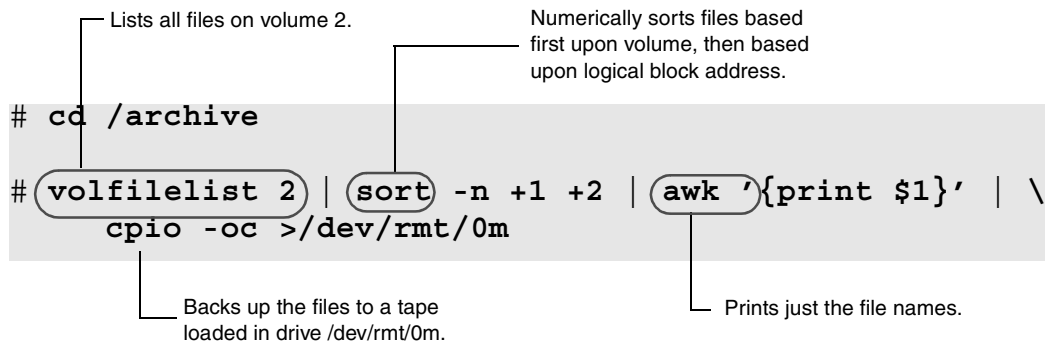 Lists all files on volume 2.
Numerically sorts files based
first upon volume, then based
upon logical block address.
# cd /archive
# volfilelist 2 | sort -n +1 +2 | awk ’{print $1}’ | \
cpio -oc >/dev/rmt/0m
Backs up the files to a tape
loaded in drive /dev/rmt/0m.
Prints just the file names.